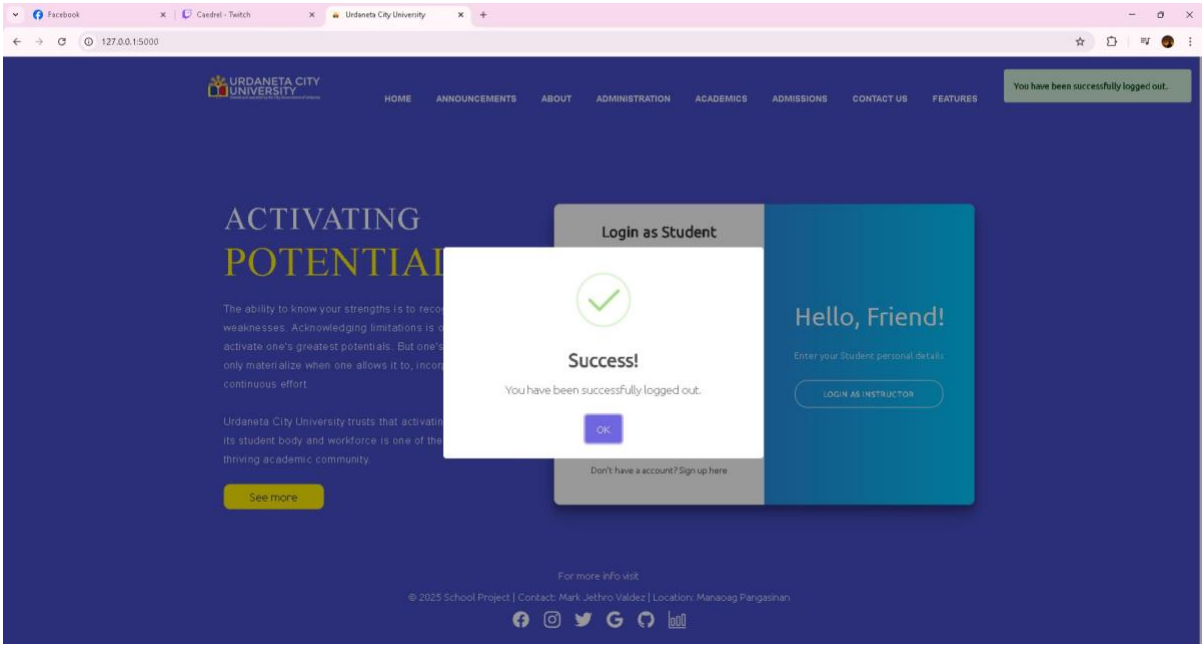 Facebook
Caedrel - Twitch
Urdaneta City University
127.0.0.1:5000
URDANETA CITY
UNIVERSITY
HOME ANNOUNCEMENTS ABOUT ADMINISTRATION ACADEMICS ADMISSIONS CONTACT US FEATURES
You have been successfully logged out.
ACTIVATING
POTENTIAL
The ability to know your strengths is to reco
weaknesses. Acknowledging limitations is o
activate one's greatest potentials. But one's
only materialize when one allows it to, incorp
continuous effort
Urdaneta City University trusts that activatin
its student body and workforce is one of the
thriving academic community.
See more
Login as Student
Success!
You have been successfully logged out.
OK
Don't have a account? Sign up here
Hello, Friend!
Enter your Student personal details
LOGIN AS INSTRUCTOR
For more info visit
© 2025 School Project | Contact: Mark Jethro Valdez | Location: Manaoag Pangasinan